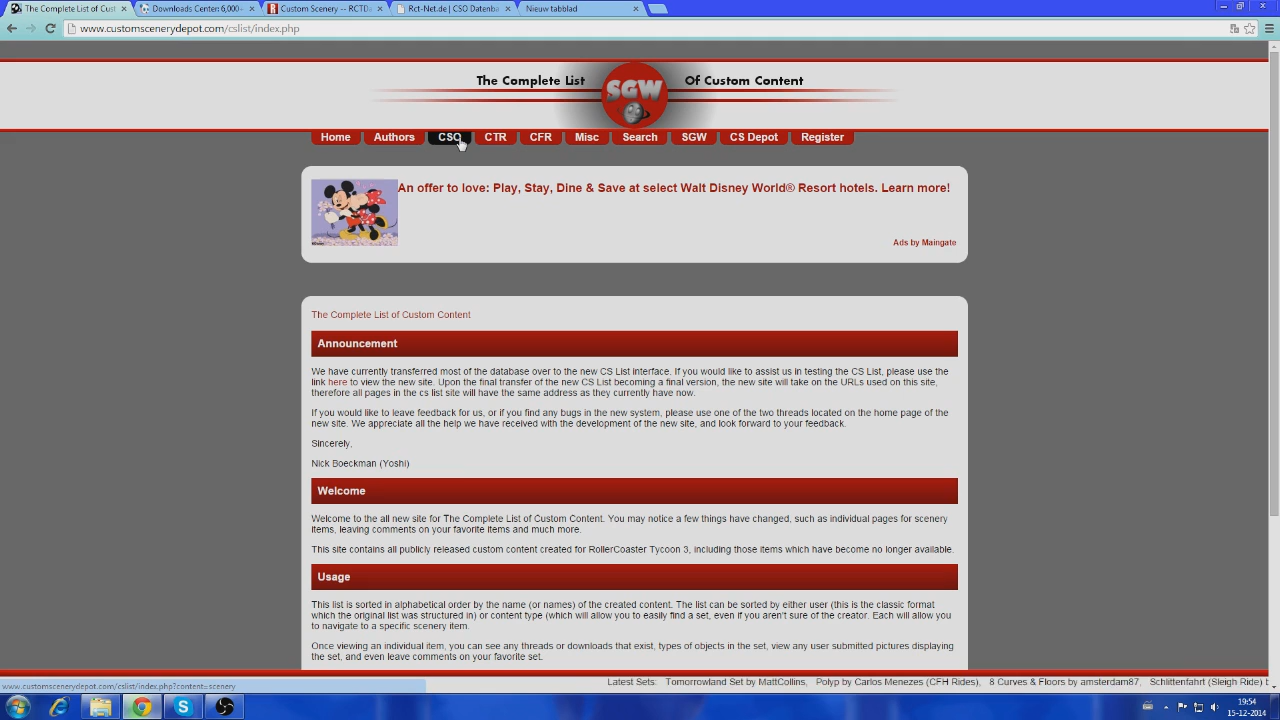 The Complete List of Cust
Downloads Center: 6,000+
Custom Scenery -- RCTDa
Rct-Net.de | CSO Datenba
Nieuw tabblad
www.customscenerydepot.com/cslist/index.php
The Complete List
SGW
Of Custom Content
Home
Authors
CSO
CTR
CFR
Misc
Search
SGW
CS Depot
Register
An offer to love: Play, Stay, Dine & Save at select Walt Disney World® Resort hotels. Learn more!
Ads by Maingate
The Complete List of Custom Content
Announcement
We have currently transferred most of the database over to the new CS List interface. If you would like to assist us in testing the CS List, please use the
link here to view the new site. Upon the final transfer of the new CS List becoming a final version, the new site will take on the URLs used on this site,
therefore all pages in the cs list site will have the same address as they currently have now.
If you would like to leave feedback for us, or if you find any bugs in the new system, please use one of the two threads located on the home page of the
new site. We appreciate all the help we have received with the development of the new site, and look forward to your feedback.
Sincerely,
Nick Boeckman (Yoshi)
Welcome
Welcome to the all new site for The Complete List of Custom Content. You may notice a few things have changed, such as individual pages for scenery
items, leaving comments on your favorite items and much more.
This site contains all publicly released custom content created for RollerCoaster Tycoon 3, including those items which have become no longer available.
Usage
This list is sorted in alphabetical order by the name (or names) of the created content. The list can be sorted by either user (this is the classic format
which the original list was structured in) or content type (which will allow you to easily find a set, even if you aren't sure of the creator. Each will allow you
to navigate to a specific scenery item.
Once viewing an individual item, you can see any threads or downloads that exist, types of objects in the set, view any user submitted pictures displaying
the set, and even leave comments on your favorite set.
Latest Sets: Tomorrowland Set by MattCollins, Polyp by Carlos Menezes (CFH Rides), 8 Curves & Floors by amsterdam87, Schlittenfahrt (Sleigh Ride) b
www.customscenerydepot.com/cslist/index.php?content=scenery
19:54
15-12-2014